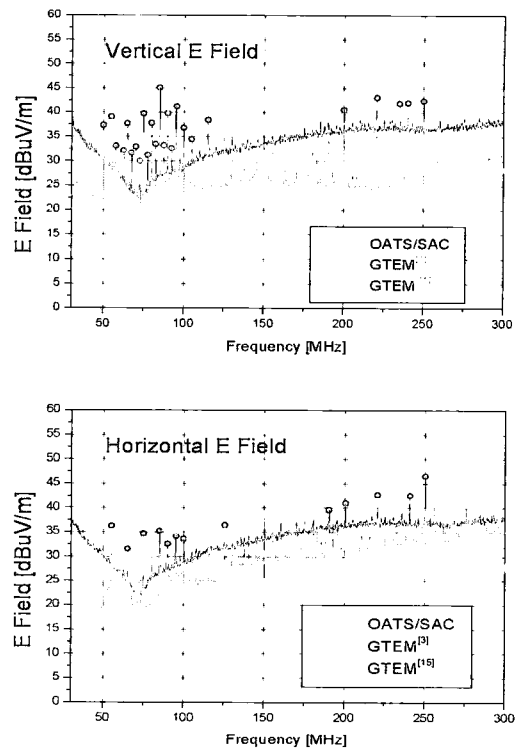 60
55
50
45
40
35
30
25
20
15
10
5
0
E Field [dBuV/m]
Vertical E Field
OATS/SAC
GTEM
GTEM
50 100 150 200 250 300
Frequency [MHz]
60
55
50
45
40
35
30
25
20
15
10
5
0
E Field [dBuV/m]
Horizontal E Field
OATS/SAC
GTEM[3]
GTEM[15]
50 100 150 200 250 300
Frequency [MHz]